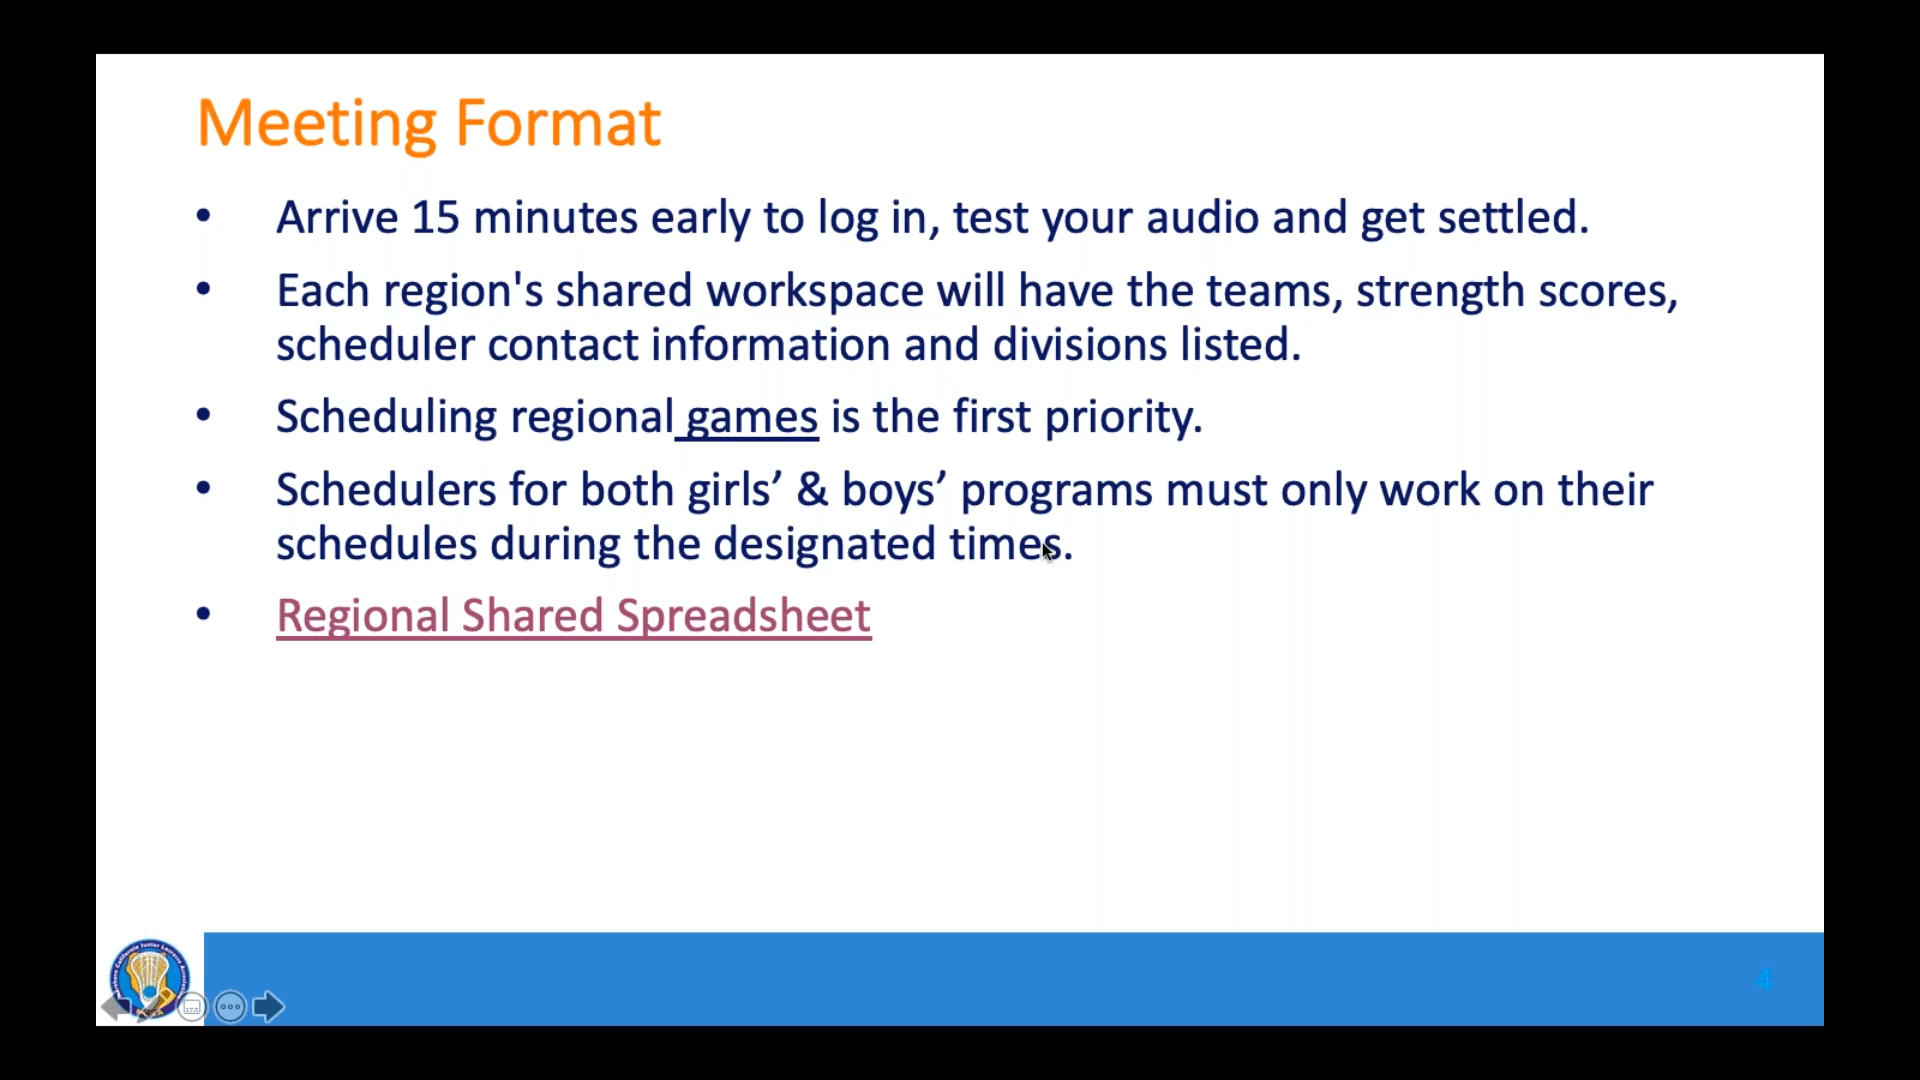 Meeting Format
• Arrive 15 minutes early to log in, test your audio and get settled.
• Each region's shared workspace will have the teams, strength scores,
scheduler contact information and divisions listed.
• Scheduling regional games is the first priority.
• Schedulers for both girls’ & boys’ programs must only work on their
schedules during the designated times.
• Regional Shared Spreadsheet
4